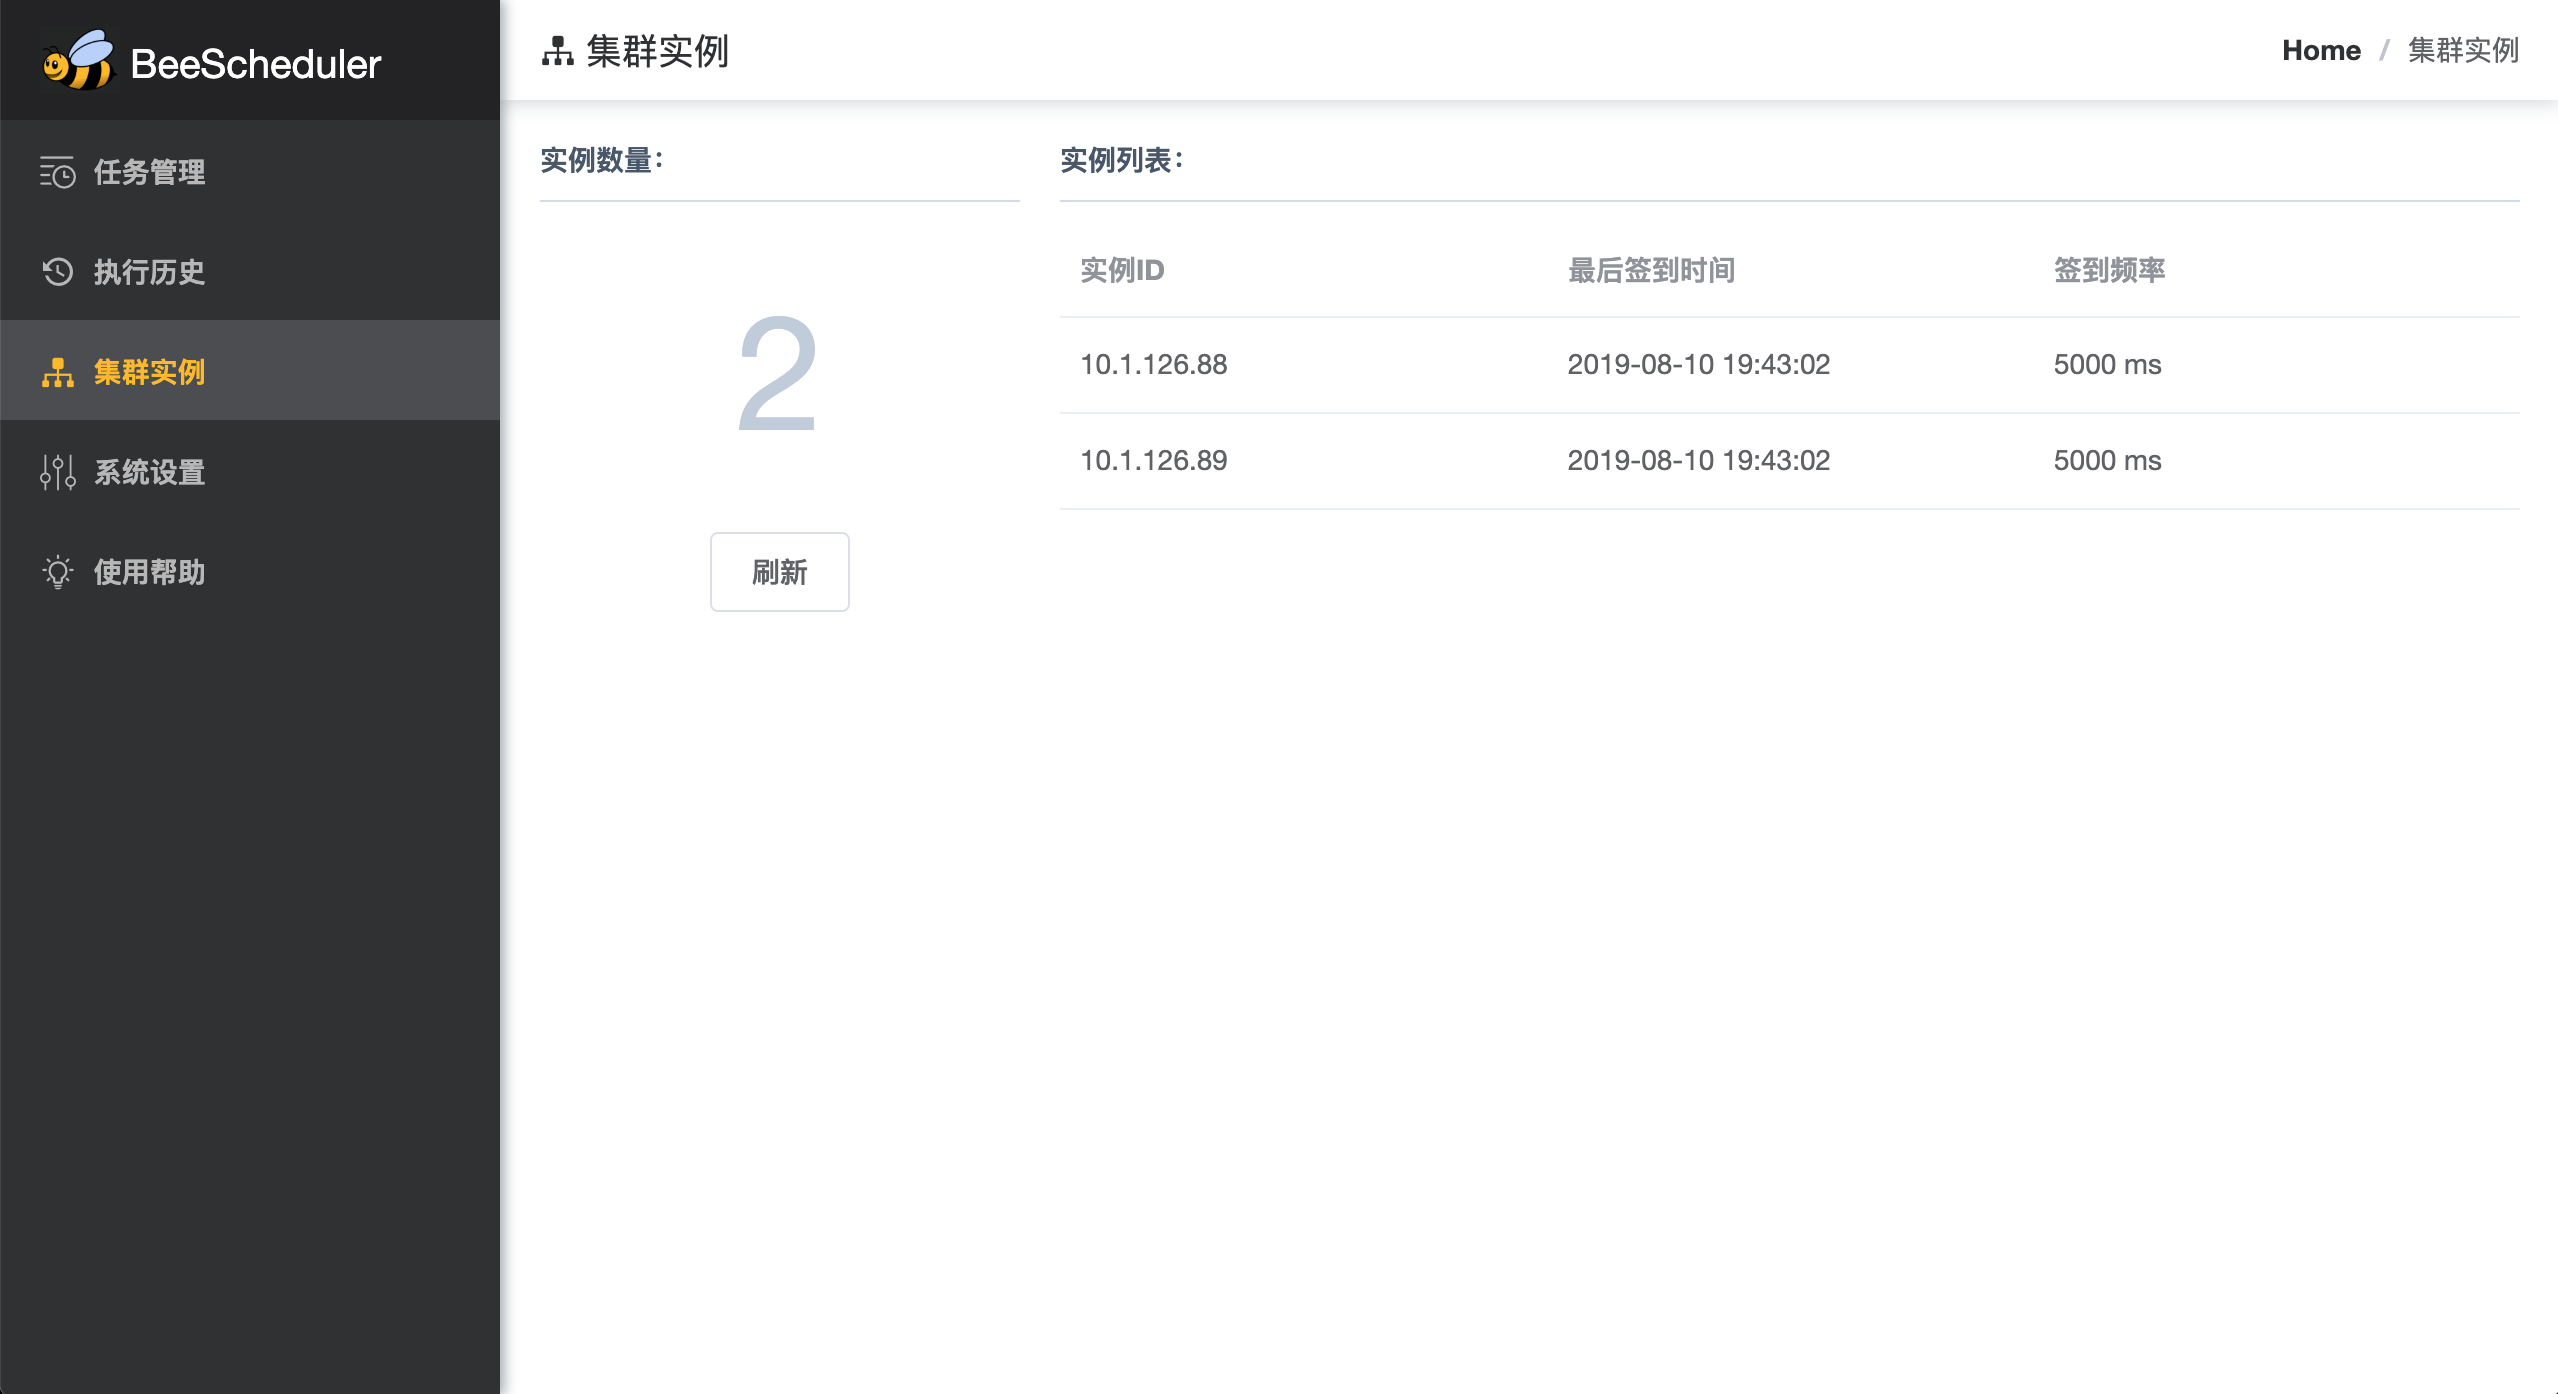 BeeScheduler
任务管理
执行历史
集群实例
系统设置
使用帮助
集群实例
Home / 集群实例
实例数量：
2
刷新
实例列表：
实例ID 最后签到时间 签到频率
10.1.126.88 2019-08-10 19:43:02 5000 ms
10.1.126.89 2019-08-10 19:43:02 5000 ms